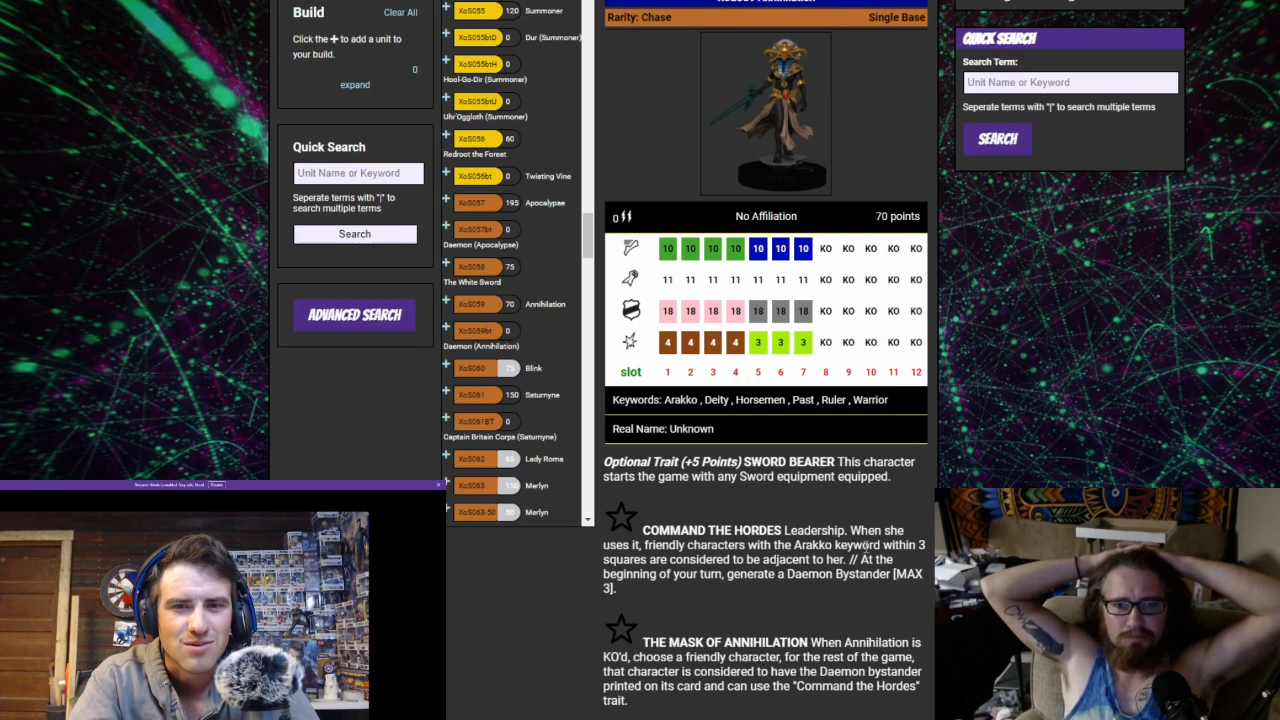 Build
Clear All
Click the + to add a unit to
your build.
0
expand
Quick Search
Unit Name or Keyword
Seperate terms with "|" to
search multiple terms
Search
ADVANCED SEARCH
XoS055 120 Summoner
XoS055btD 0 Dur (Summoner)
XoS055btH 0
Hool-Go-Dir (Summoner)
XoS055btU 0
Uhr'Oggloth (Summoner)
XoS056 60
Redroot the Forest
XoS056bt 0 Twisting Vine
XoS057 195 Apocalypse
XoS057bt 0
Daemon (Apocalypse)
XoS058 75
The White Sword
XoS059 70 Annihilation
XoS059bt 0
Daemon (Annihilation)
XoS060 75 Blink
XoS061 150 Saturnyne
XoS061BT 0
Captain Britain Corps (Saturnyne)
XoS062 65 Lady Roma
XoS063 150 Merlyn
XoS063-50 50 Merlyn
Rarity: Chase
Single Base
0
No Affiliation
70 points
10 10 10 10 10 10 10 KO KO KO KO KO
11 11 11 11 11 11 11 KO KO KO KO KO
18 18 18 18 18 18 18 KO KO KO KO KO
4 4 4 4 3 3 3 KO KO KO KO KO
slot 1 2 3 4 5 6 7 8 9 10 11 12
Keywords: Arakko , Deity , Horsemen , Past , Ruler , Warrior
Real Name: Unknown
Optional Trait (+5 Points) SWORD BEARER This character
starts the game with any Sword equipment equipped.
COMMAND THE HORDES Leadership. When she
uses it, friendly characters with the Arakko keyword within 3
squares are considered to be adjacent to her. // At the
beginning of your turn, generate a Daemon Bystander [MAX
3].
THE MASK OF ANNIHILATION When Annihilation is
KO'd, choose a friendly character, for the rest of the game,
that character is considered to have the Daemon bystander
printed on its card and can use the "Command the Hordes"
trait.
QUICK SEARCH
Search Term:
Unit Name or Keyword
Seperate terms with "|" to search multiple terms
SEARCH